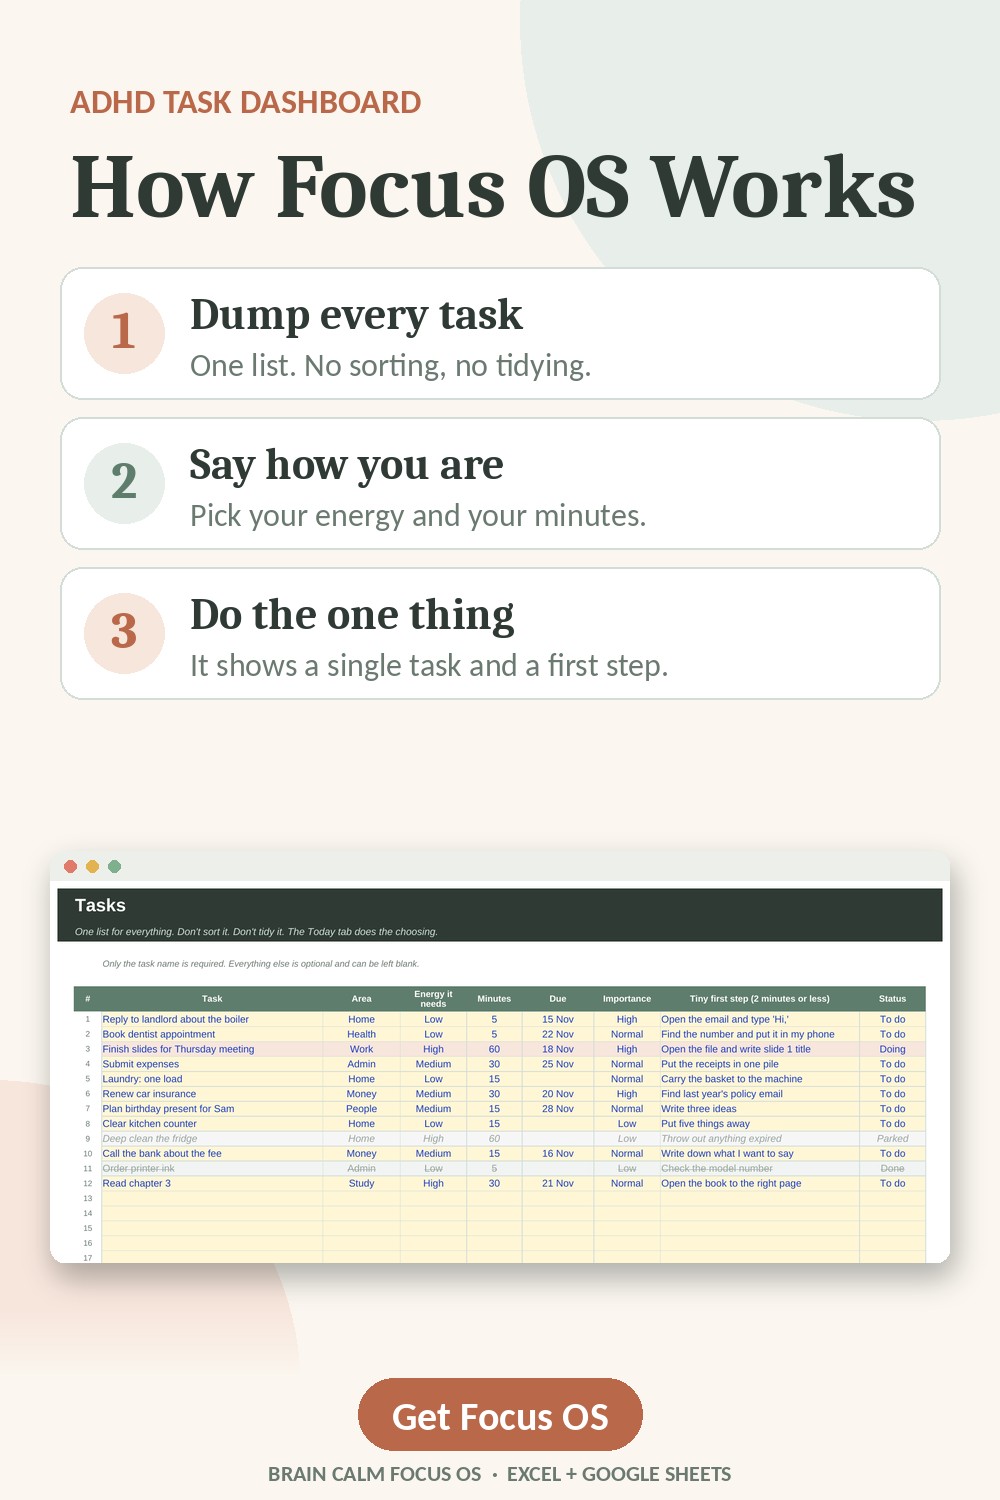 ADHD TASK DASHBOARD
How Focus OS Works
1
Dump every task
One list. No sorting, no tidying.
2
Say how you are
Pick your energy and your minutes.
3
Do the one thing
It shows a single task and a first step.
Tasks
One list for everything. Don't sort it. Don't tidy it. The Today tab does the choosing.
Only the task name is required. Everything else is optional and can be left blank.
# Task Area Energy it needs Minutes Due Importance Tiny first step (2 minutes or less) Status
1 Reply to landlord about the boiler Home Low 5 15 Nov High Open the email and type 'Hi,' To do
2 Book dentist appointment Health Low 5 22 Nov Normal Find the number and put it in my phone To do
3 Finish slides for Thursday meeting Work High 60 18 Nov High Open the file and write slide 1 title Doing
4 Submit expenses Admin Medium 30 25 Nov Normal Put the receipts in one pile To do
5 Laundry: one load Home Low 15 Normal Carry the basket to the machine To do
6 Renew car insurance Money Medium 30 20 Nov High Find last year's policy email To do
7 Plan birthday present for Sam People Medium 15 28 Nov Normal Write three ideas To do
8 Clear kitchen counter Home Low 15 Low Put five things away To do
9 Deep clean the fridge Home High 60 Low Throw out anything expired Parked
10 Call the bank about the fee Money Medium 15 16 Nov Normal Write down what I want to say To do
11 Order printer ink Admin Low 5 Low Check the model number Done
12 Read chapter 3 Study High 30 21 Nov Normal Open the book to the right page To do
13
14
15
16
17
Get Focus OS
BRAIN CALM FOCUS OS · EXCEL + GOOGLE SHEETS